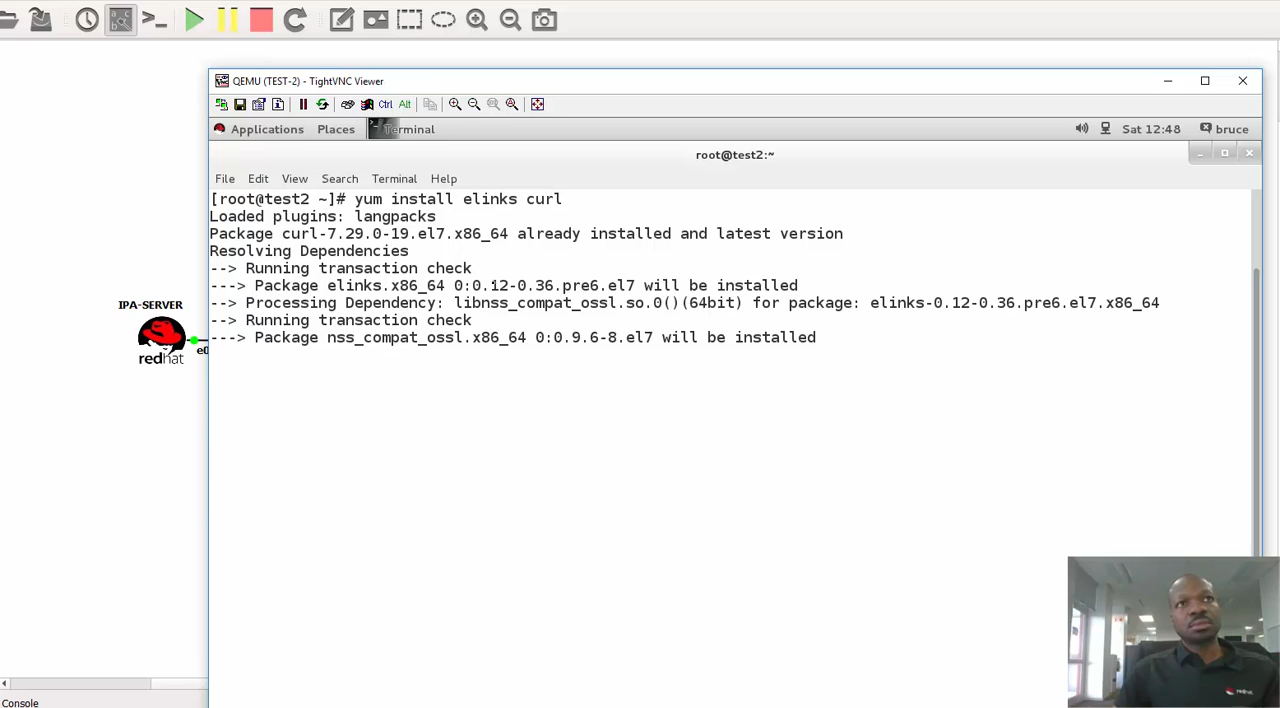 QEMU (TEST-2) - TightVNC Viewer
Ctrl Alt
Applications Places Terminal Sat 12:48 bruce
root@test2:~
File Edit View Search Terminal Help
[root@test2 ~]# yum install elinks curl
Loaded plugins: langpacks
Package curl-7.29.0-19.el7.x86_64 already installed and latest version
Resolving Dependencies
--> Running transaction check
---> Package elinks.x86_64 0:0.12-0.36.pre6.el7 will be installed
--> Processing Dependency: libnss_compat_ossl.so.0()(64bit) for package: elinks-0.12-0.36.pre6.el7.x86_64
--> Running transaction check
---> Package nss_compat_ossl.x86_64 0:0.9.6-8.el7 will be installed
IPA-SERVER
redhat
e0
Console
redhat